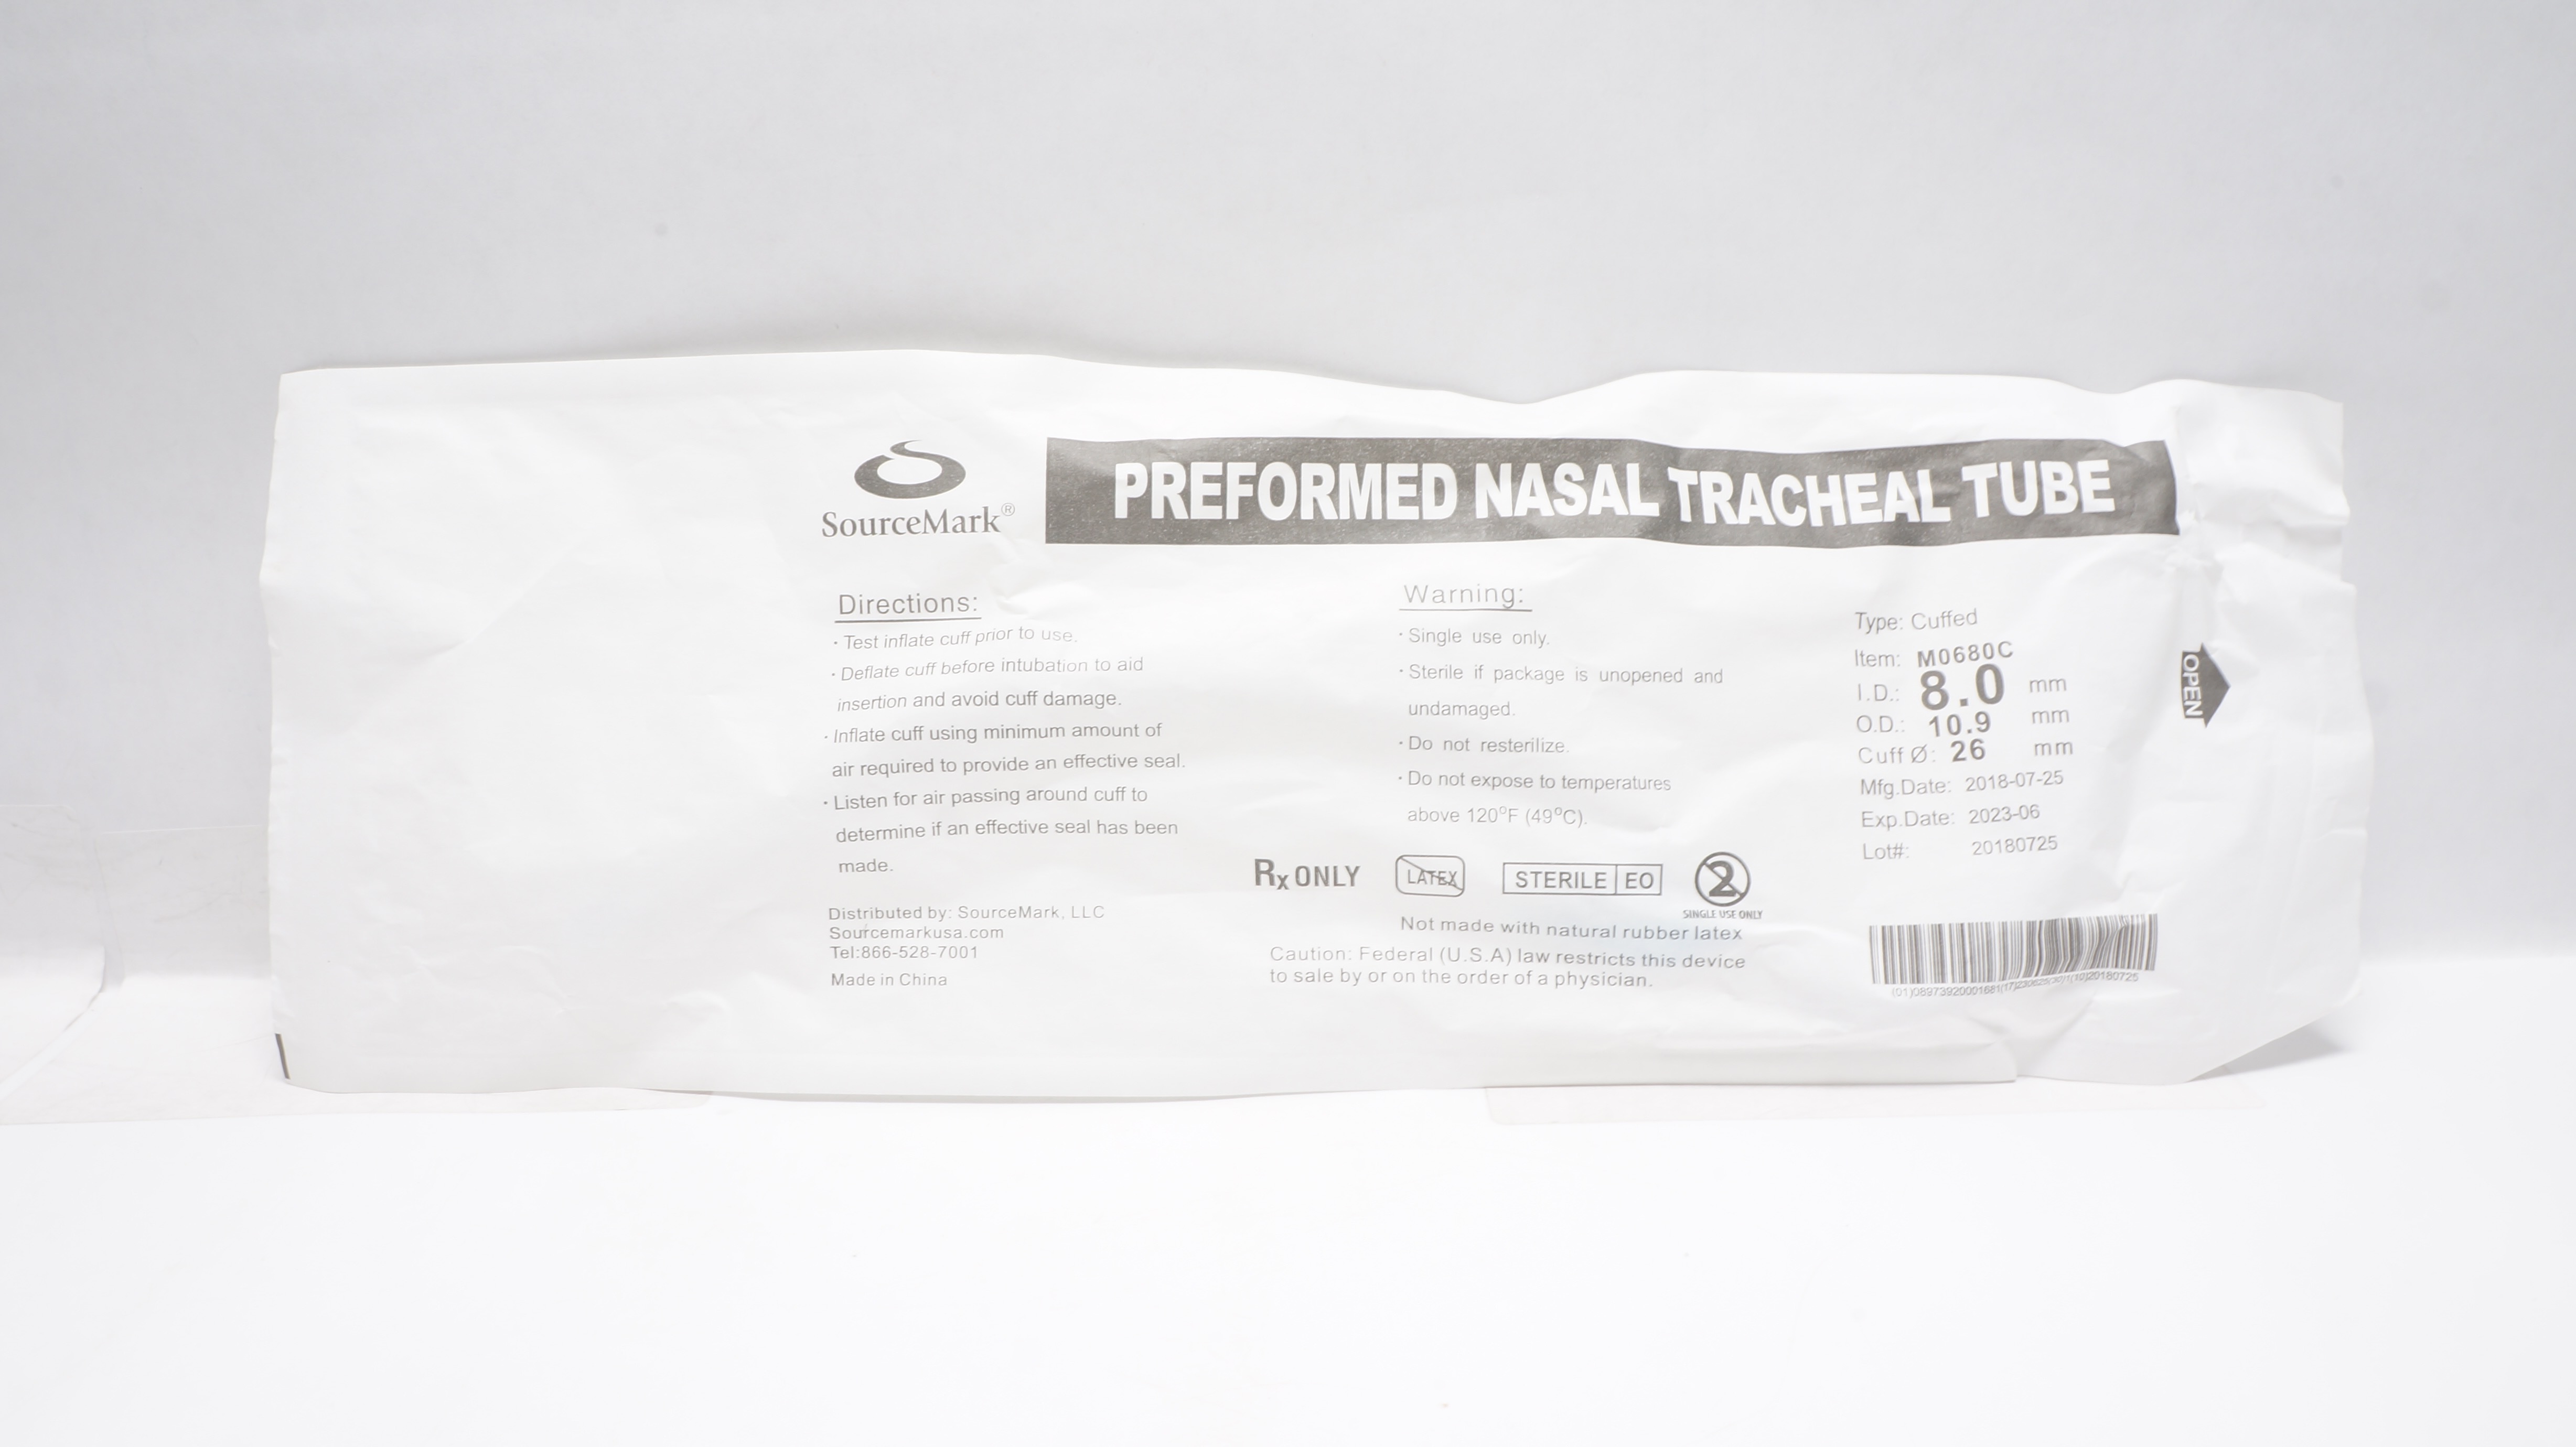 SourceMark®
PREFORMED NASAL TRACHEAL TUBE
Directions:
· Test inflate cuff prior to use.
· Deflate cuff before intubation to aid
insertion and avoid cuff damage.
· Inflate cuff using minimum amount of
air required to provide an effective seal.
· Listen for air passing around cuff to
determine if an effective seal has been
made.
Distributed by: SourceMark, LLC
Sourcemarkusa.com
Tel:866-528-7001
Made in China
Warning:
· Single use only.
· Sterile if package is unopened and
undamaged.
· Do not resterilize.
· Do not expose to temperatures
above 120°F (49°C).
Rx ONLY
LATEX
STERILE EO
2
SINGLE USE ONLY
Not made with natural rubber latex
Caution: Federal (U.S.A) law restricts this device
to sale by or on the order of a physician.
Type: Cuffed
Item: M0680C
I.D.: 8.0 mm
O.D.: 10.9 mm
Cuff Ø: 26 mm
Mfg.Date: 2018-07-25
Exp.Date: 2023-06
Lot#: 20180725
OPEN